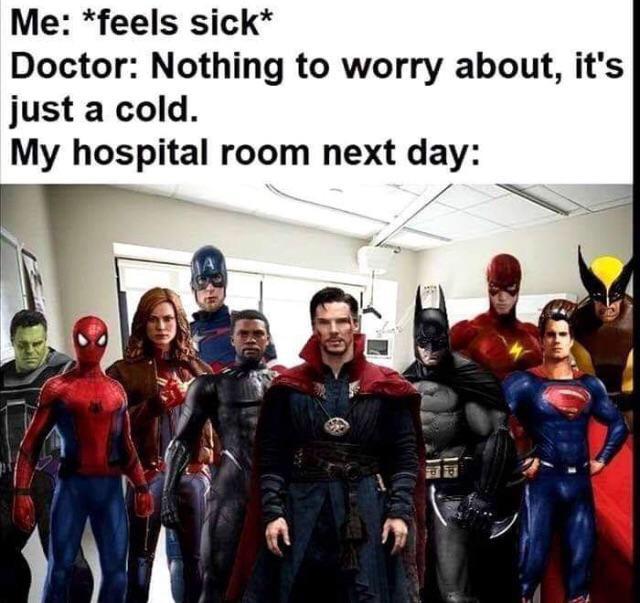 Me: *feels sick*
Doctor: Nothing to worry about, it's
just a cold.
My hospital room next day:
A